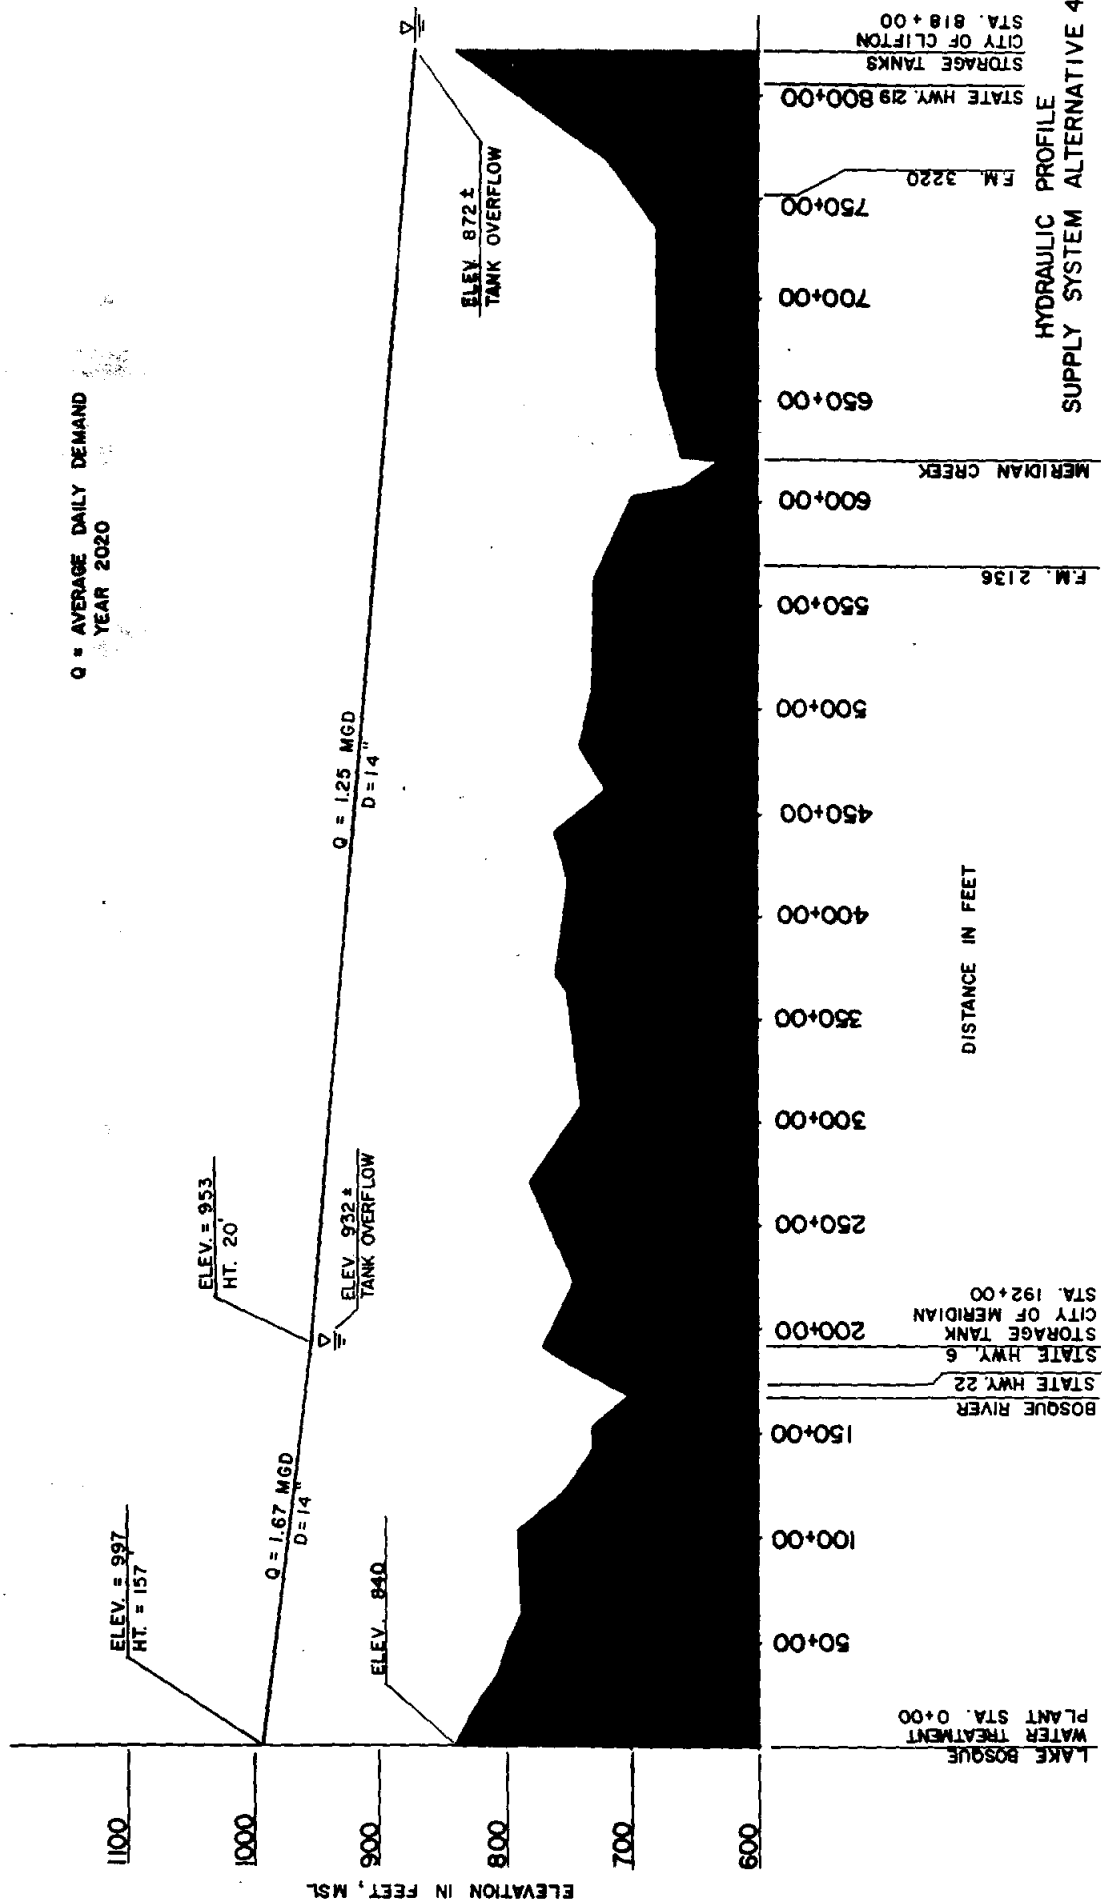 Q = AVERAGE DAILY DEMAND
YEAR 2020
ELEV. = 997'
HT. = 157'
Q = 1.67 MGD
D = 14"
ELEV. 840
ELEV. = 953
HT. 20'
ELEV. 932 ±
TANK OVERFLOW
Q = 1.25 MGD
D = 14"
ELEV. 872 ±
TANK OVERFLOW
ELEVATION IN FEET, MSL
1100
1000
900
800
700
600
50+00
100+00
150+00
200+00
250+00
300+00
350+00
400+00
450+00
500+00
550+00
600+00
650+00
700+00
750+00
800+00
LAKE BOSQUE
WATER TREATMENT
PLANT STA. 0+00
BOSQUE RIVER
STATE HWY. 22
STATE HWY. 6
STORAGE TANK
CITY OF MERIDIAN
STA. 192+00
F.M. 2136
MERIDIAN CREEK
F.M. 3220
STATE HWY. 219
STORAGE TANKS
CITY OF CLIFTON
STA. 818+00
DISTANCE IN FEET
HYDRAULIC PROFILE
SUPPLY SYSTEM ALTERNATIVE 4